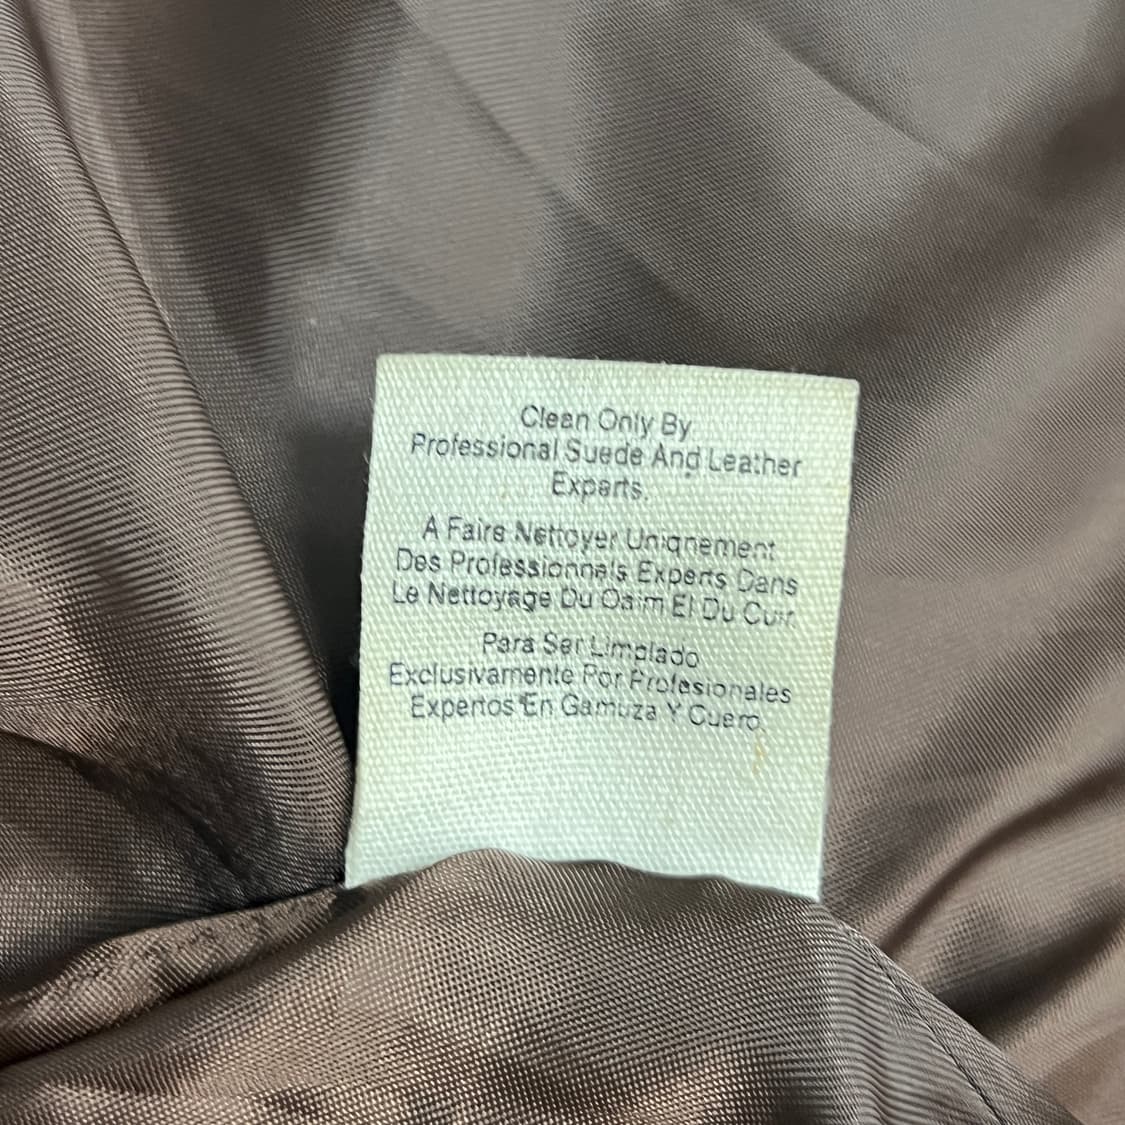 Clean Only By
Professional Suede And Leather
Experts.
A Faire Nettoyer Uniqnement
Des Professionnels Experts Dans
Le Nettoyage Du Daim Et Du Cuir.
Para Ser Limpiado
Exclusivamente Por Profesionales
Expertos En Gamuza Y Cuero